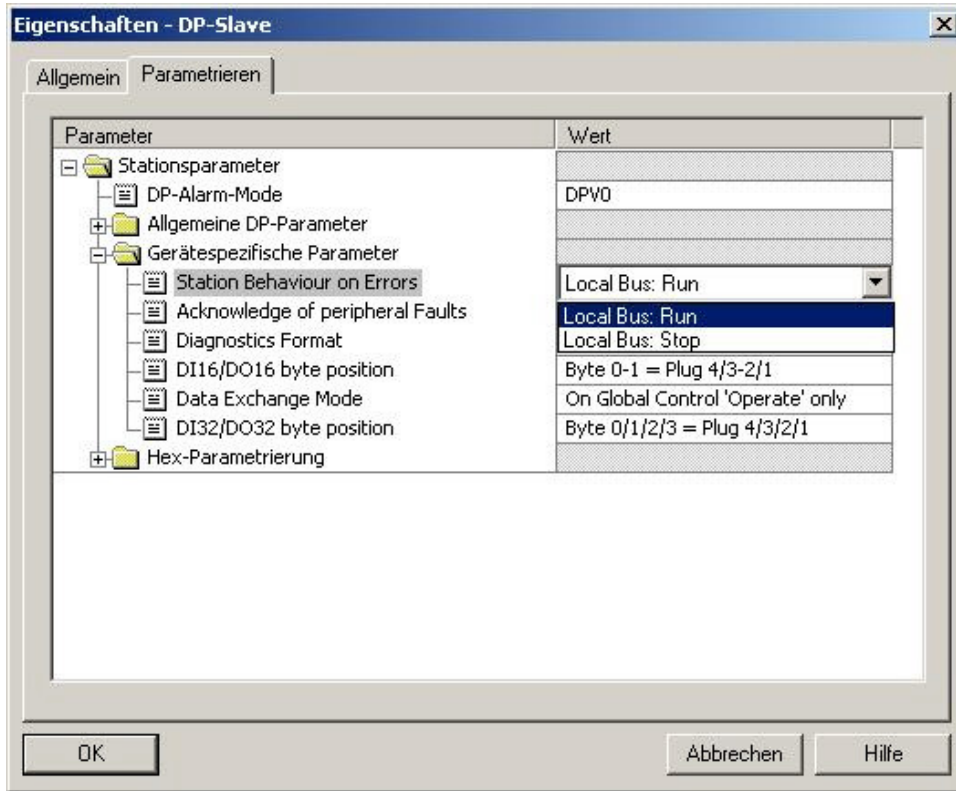 Eigenschaften - DP-Slave
Allgemein Parametrieren
Parameter Wert
Stationsparameter
DP-Alarm-Mode DPV0
Allgemeine DP-Parameter
Gerätespezifische Parameter
Station Behaviour on Errors Local Bus: Run
Acknowledge of peripheral Faults Local Bus: Run
Diagnostics Format Local Bus: Stop
DI16/DO16 byte position Byte 0-1 = Plug 4/3-2/1
Data Exchange Mode On Global Control 'Operate' only
DI32/DO32 byte position Byte 0/1/2/3 = Plug 4/3/2/1
Hex-Parametrierung
OK Abbrechen Hilfe